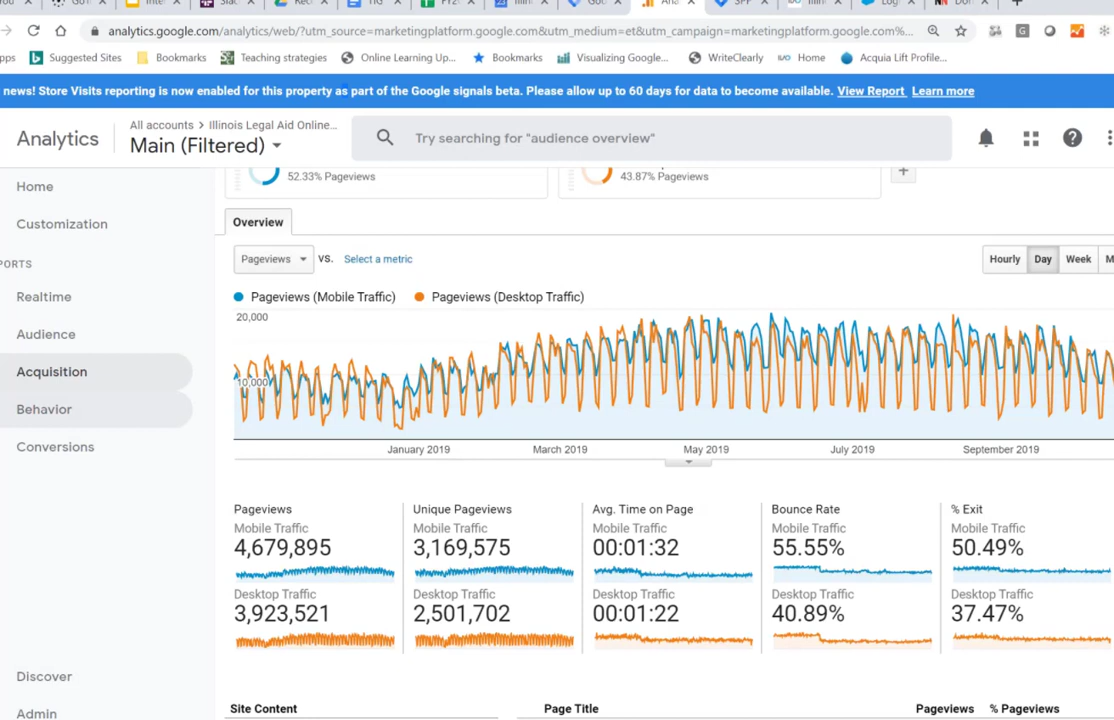 analytics.google.com/analytics/web/?utm_source=marketingplatform.google.com&utm_medium=et&utm_campaign=marketingplatform.google.com%...
Suggested Sites Bookmarks Teaching strategies Online Learning Up... Bookmarks Visualizing Google... WriteClearly Home Acquia Lift Profile...
news! Store Visits reporting is now enabled for this property as part of the Google signals beta. Please allow up to 60 days for data to become available. View Report Learn more
Analytics
All accounts > Illinois Legal Aid Online...
Main (Filtered)
Try searching for "audience overview"
Home
Customization
Realtime
Audience
Acquisition
Behavior
Conversions
Discover
Admin
52.33% Pageviews
43.87% Pageviews
+
Overview
Pageviews VS. Select a metric
Hourly Day Week M
Pageviews (Mobile Traffic) Pageviews (Desktop Traffic)
20,000
10,000
January 2019 March 2019 May 2019 July 2019 September 2019
Pageviews
Mobile Traffic
4,679,895
Desktop Traffic
3,923,521
Unique Pageviews
Mobile Traffic
3,169,575
Desktop Traffic
2,501,702
Avg. Time on Page
Mobile Traffic
00:01:32
Desktop Traffic
00:01:22
Bounce Rate
Mobile Traffic
55.55%
Desktop Traffic
40.89%
% Exit
Mobile Traffic
50.49%
Desktop Traffic
37.47%
Site Content Page Title Pageviews % Pageviews